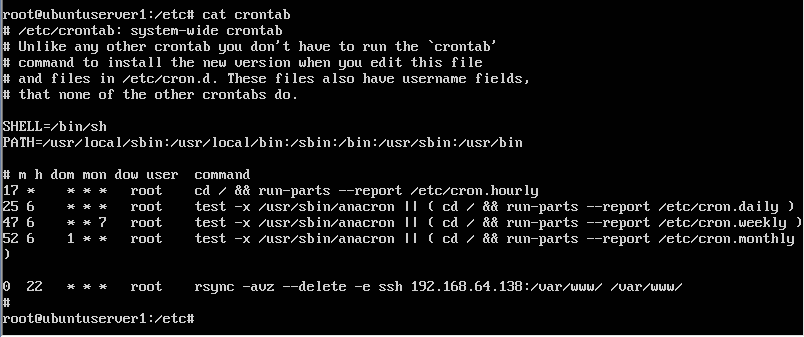 root@ubuntuserver1:/etc# cat crontab
# /etc/crontab: system-wide crontab
# Unlike any other crontab you don't have to run the `crontab'
# command to install the new version when you edit this file
# and files in /etc/cron.d. These files also have username fields,
# that none of the other crontabs do.

SHELL=/bin/sh
PATH=/usr/local/sbin:/usr/local/bin:/sbin:/bin:/usr/sbin:/usr/bin

# m h dom mon dow user  command
17 *    * * *   root    cd / && run-parts --report /etc/cron.hourly
25 6    * * *   root    test -x /usr/sbin/anacron || ( cd / && run-parts --report /etc/cron.daily )
47 6    * * 7   root    test -x /usr/sbin/anacron || ( cd / && run-parts --report /etc/cron.weekly )
52 6    1 * *   root    test -x /usr/sbin/anacron || ( cd / && run-parts --report /etc/cron.monthly
)

0  22   * * *   root    rsync -avz --delete -e ssh 192.168.64.138:/var/www/ /var/www/
#
root@ubuntuserver1:/etc#